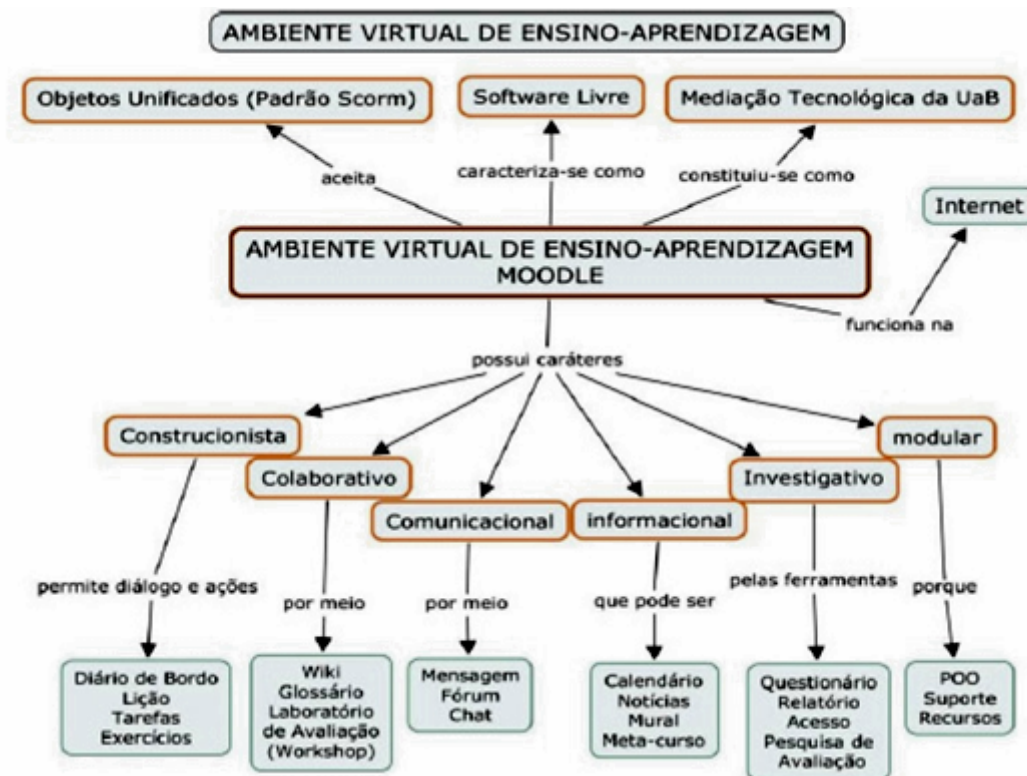 AMBIENTE VIRTUAL DE ENSINO-APRENDIZAGEM
Objetos Unificados (Padrão Scorm)
Software Livre
Mediação Tecnológica da UaB
aceita
caracteriza-se como
constituiu-se como
Internet
AMBIENTE VIRTUAL DE ENSINO-APRENDIZAGEM
MOODLE
funciona na
possui caráteres
Construcionista
modular
Colaborativo
Investigativo
Comunicacional
informacional
permite diálogo e ações
por meio
por meio
que pode ser
pelas ferramentas
porque
Diário de Bordo
Lição
Tarefas
Exercícios
Wiki
Glossário
Laboratório
de Avaliação
(Workshop)
Mensagem
Fórum
Chat
Calendário
Notícias
Mural
Meta-curso
Questionário
Relatório
Acesso
Pesquisa de
Avaliação
POO
Suporte
Recursos